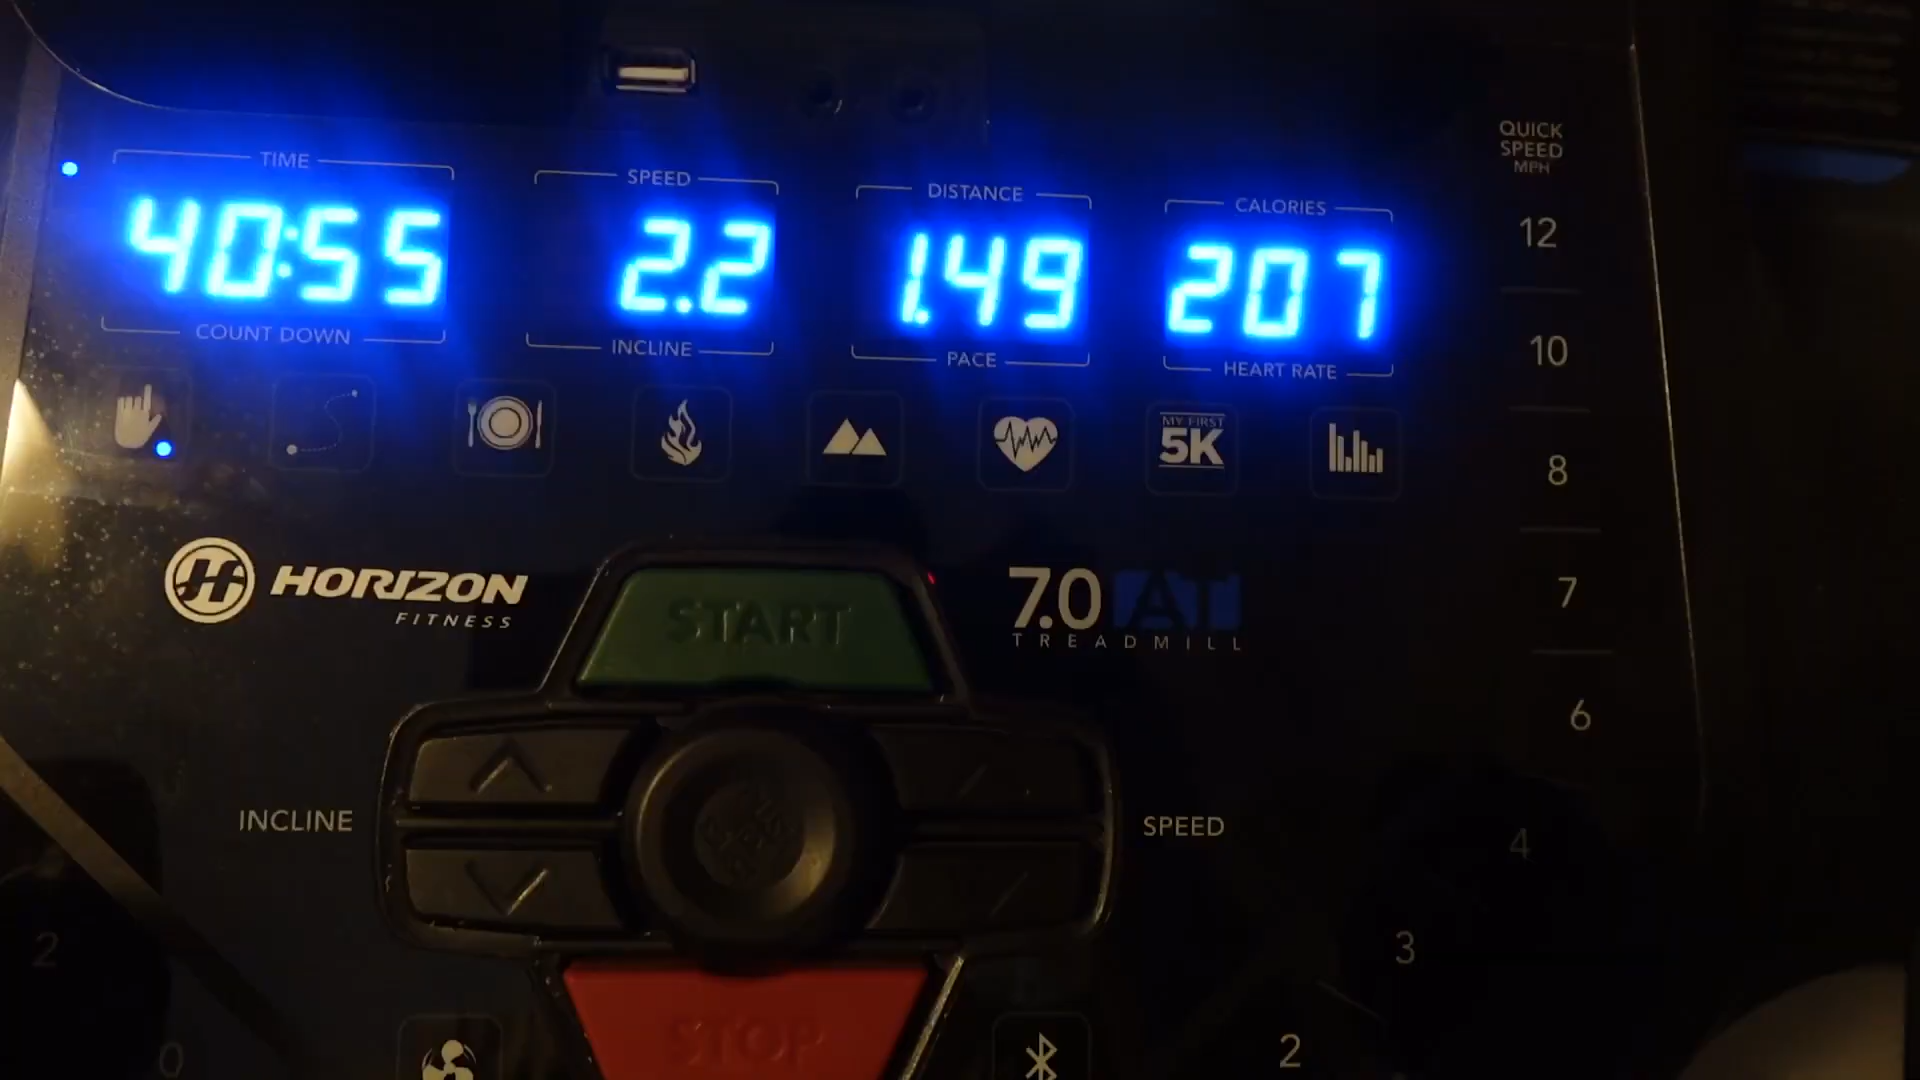 TIME
SPEED
DISTANCE
CALORIES
40:55
2.2
1.49
207
COUNT DOWN
INCLINE
PACE
HEART RATE
QUICK
SPEED
MPH
12
10
8
7
6
4
3
2
MY FIRST
5K
HORIZON
FITNESS
START
7.0 AT
TREADMILL
INCLINE
SPEED
2
0
STOP